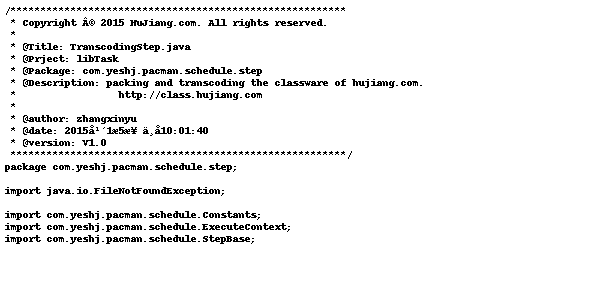 /*********************************************************
 * Copyright Â© 2015 HuJiang.com. All rights reserved.
 *
 * @Title: TranscodingStep.java
 * @Prject: libTask
 * @Package: com.yeshj.pacman.schedule.step
 * @Description: packing and transcoding the classware of hujiang.com.
 *                 http://class.hujiang.com
 *
 * @author: zhangxinyu
 * @date: 2015å¹´1æ5æ¥ ä¸å10:01:40
 * @version: V1.0
 *********************************************************/
package com.yeshj.pacman.schedule.step;
import java.io.FileNotFoundException;
import com.yeshj.pacman.schedule.Constants;
import com.yeshj.pacman.schedule.ExecuteContext;
import com.yeshj.pacman.schedule.StepBase;